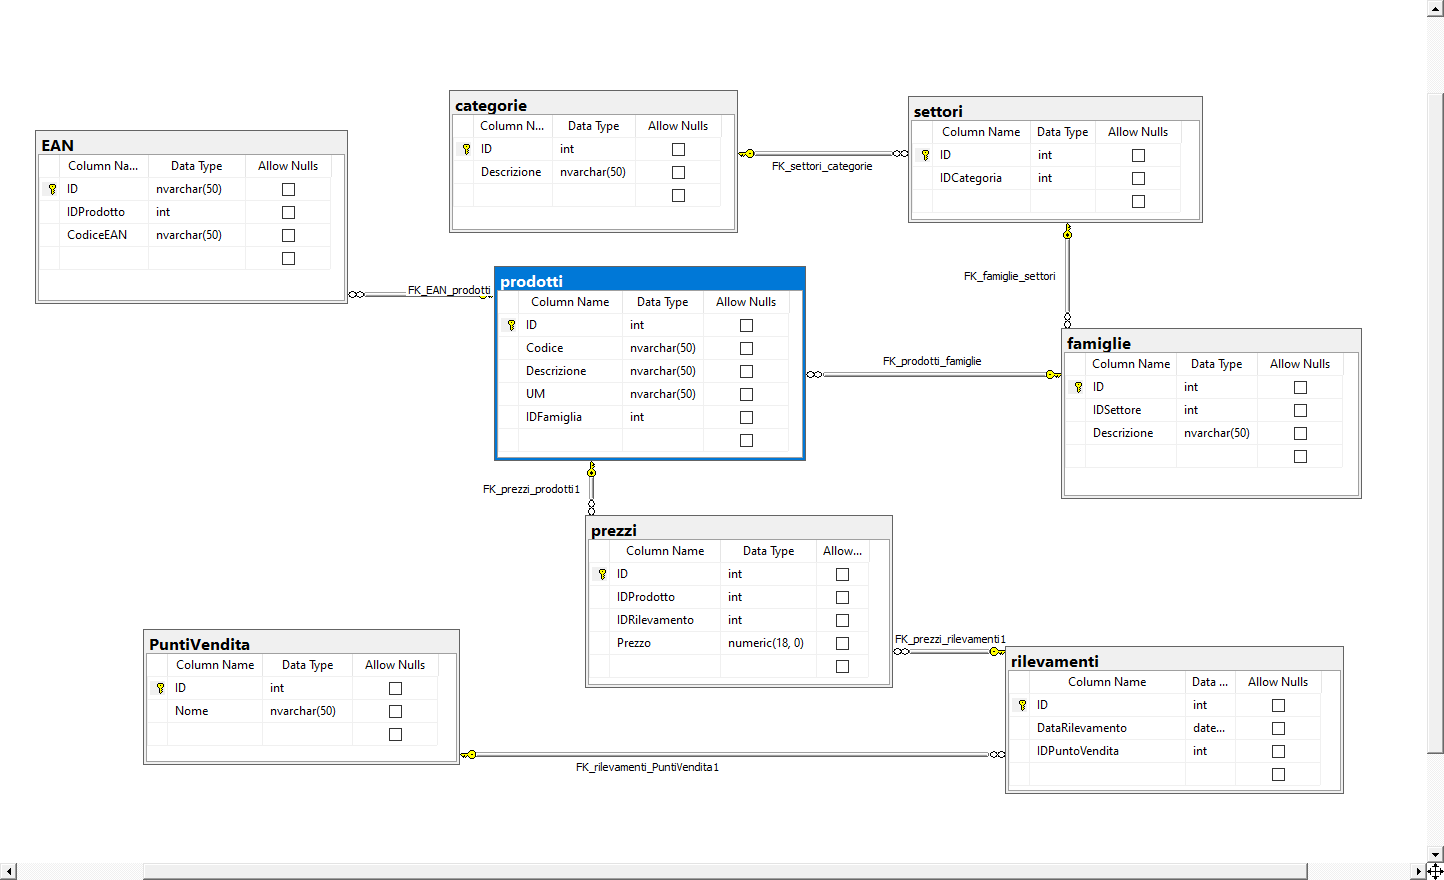 categorie
Column N... Data Type Allow Nulls
ID int
Descrizione nvarchar(50)
settori
Column Name Data Type Allow Nulls
ID int
IDCategoria int
FK_settori_categorie
EAN
Column Na... Data Type Allow Nulls
ID nvarchar(50)
IDProdotto int
CodiceEAN nvarchar(50)
FK_EAN_prodotti
FK_famiglie_settori
prodotti
Column Name Data Type Allow Nulls
ID int
Codice nvarchar(50)
Descrizione nvarchar(50)
UM nvarchar(50)
IDFamiglia int
FK_prodotti_famiglie
famiglie
Column Name Data Type Allow Nulls
ID int
IDSettore int
Descrizione nvarchar(50)
FK_prezzi_prodotti1
prezzi
Column Name Data Type Allow...
ID int
IDProdotto int
IDRilevamento int
Prezzo numeric(18, 0)
FK_prezzi_rilevamenti1
PuntiVendita
Column Name Data Type Allow Nulls
ID int
Nome nvarchar(50)
rilevamenti
Column Name Data ... Allow Nulls
ID int
DataRilevamento date...
IDPuntoVendita int
FK_rilevamenti_PuntiVendita1